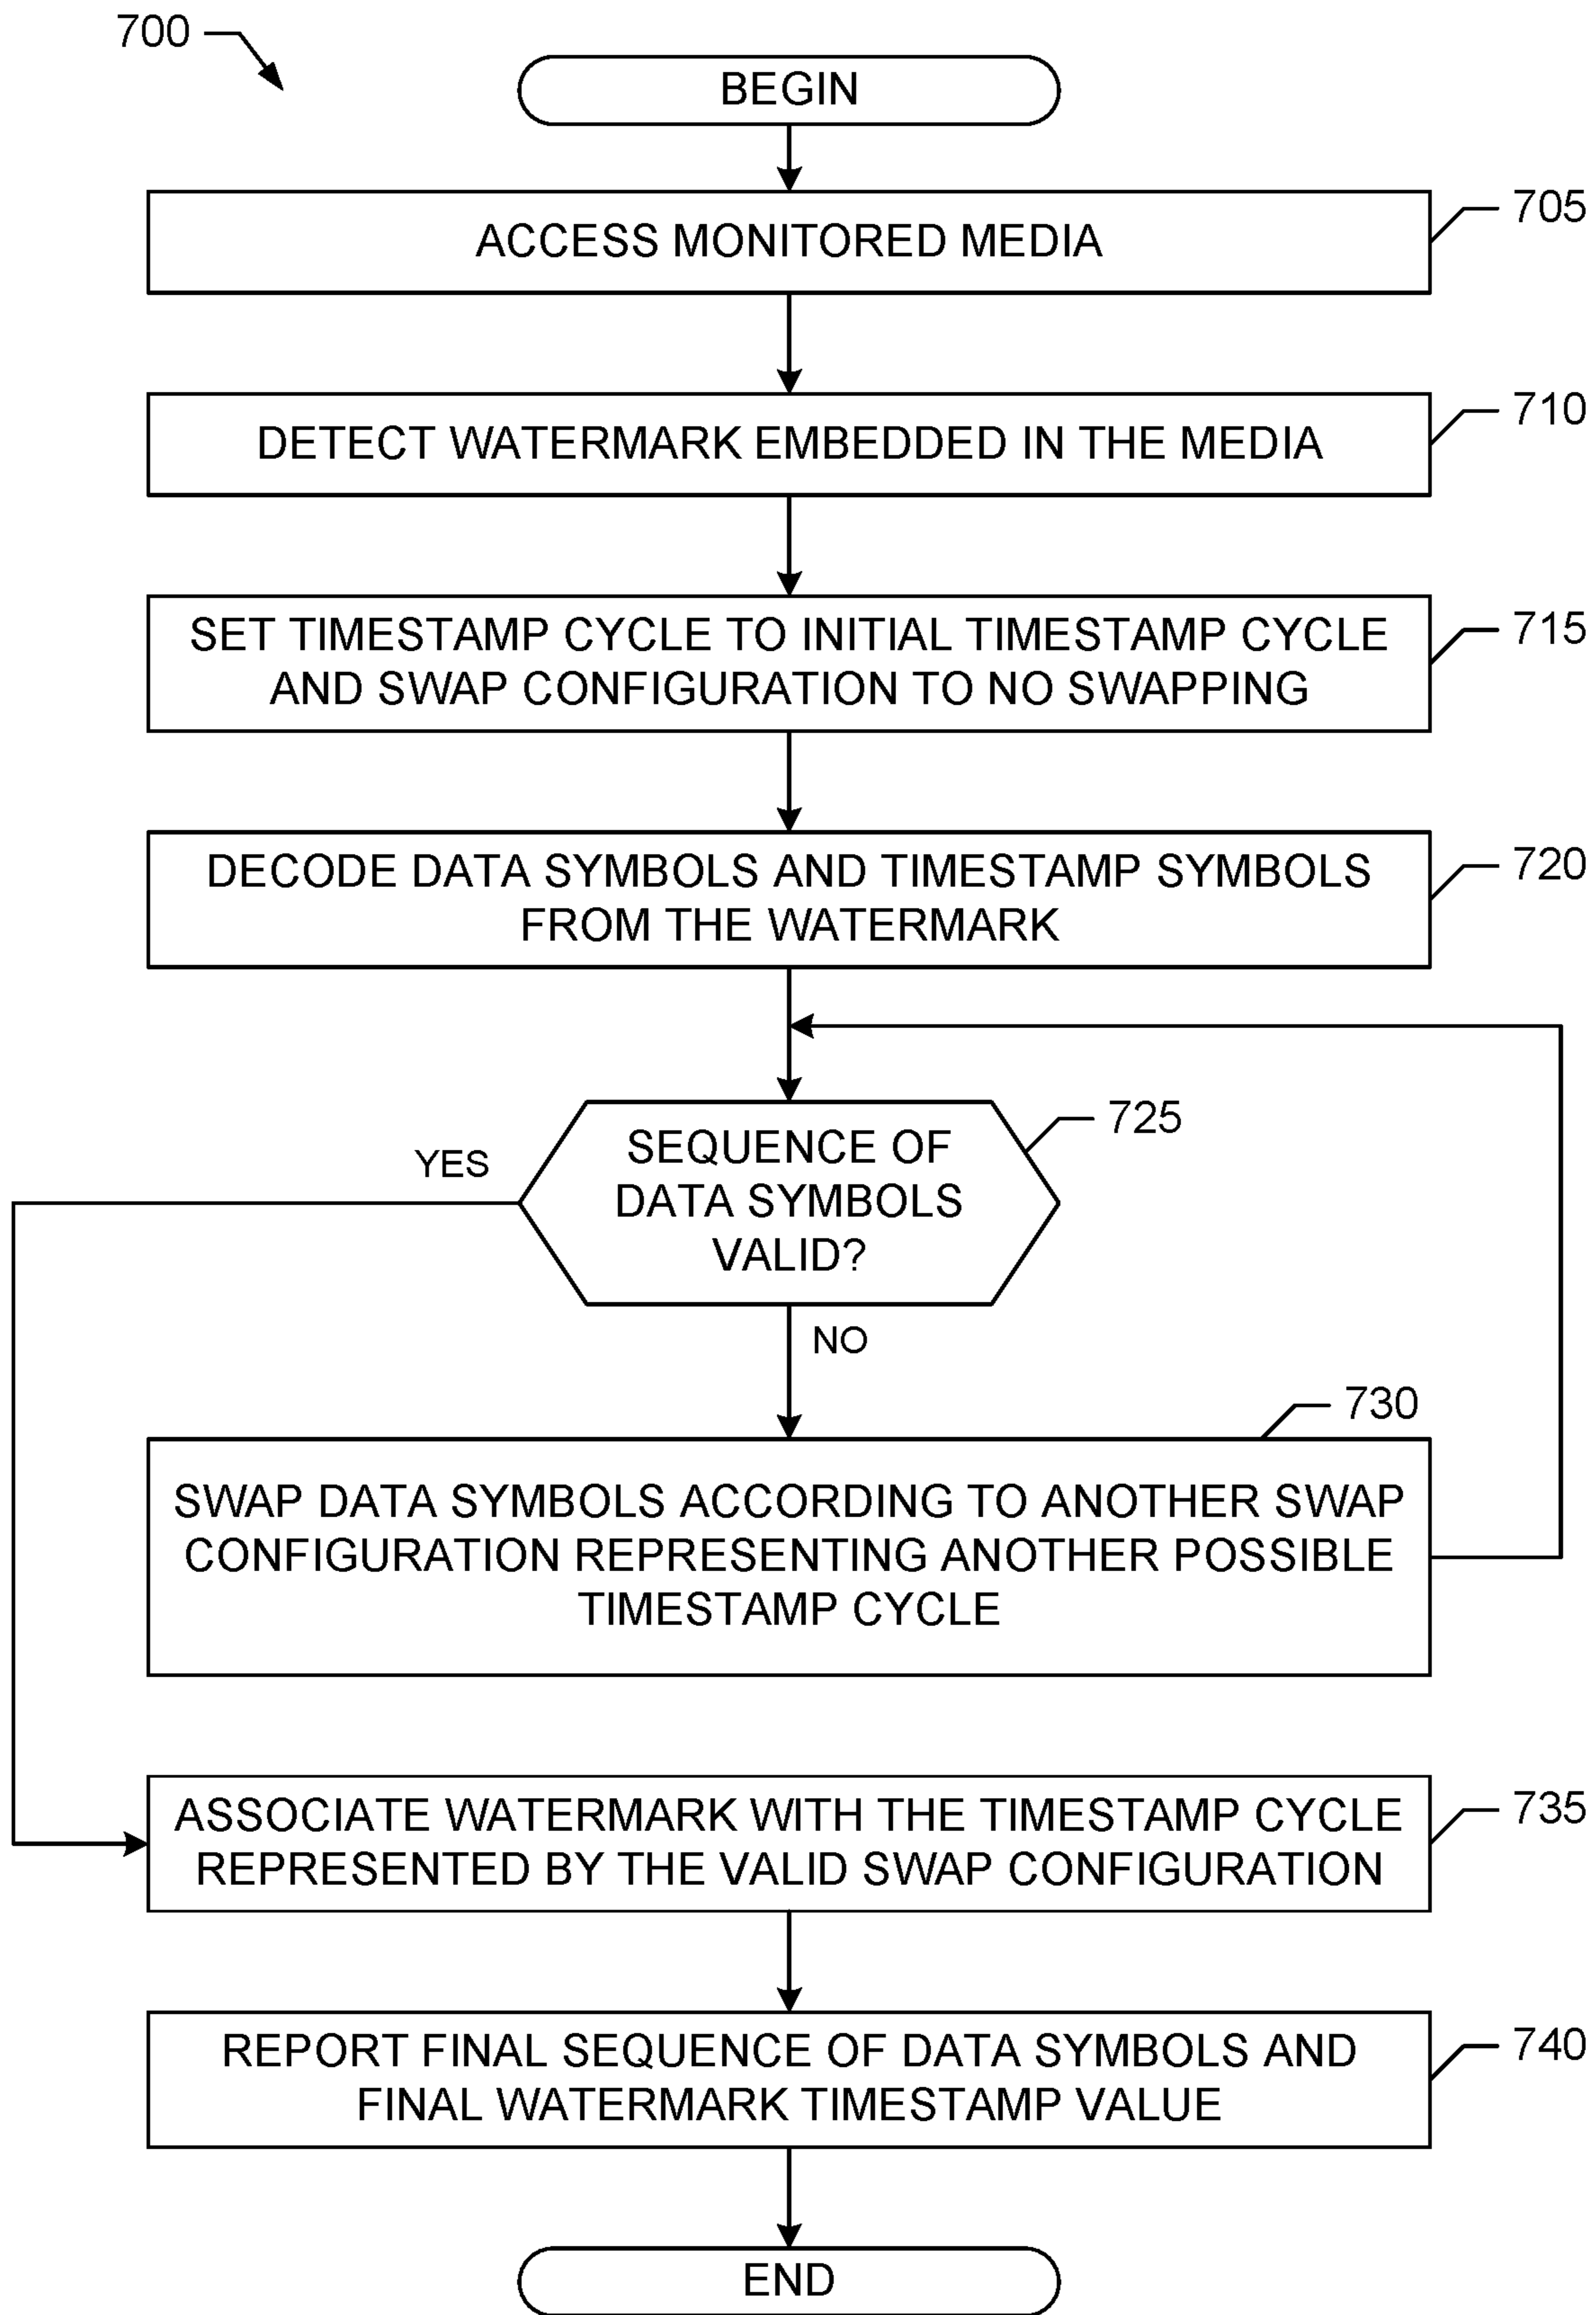 700
BEGIN
ACCESS MONITORED MEDIA
705
DETECT WATERMARK EMBEDDED IN THE MEDIA
710
SET TIMESTAMP CYCLE TO INITIAL TIMESTAMP CYCLE
AND SWAP CONFIGURATION TO NO SWAPPING
715
DECODE DATA SYMBOLS AND TIMESTAMP SYMBOLS
FROM THE WATERMARK
720
SEQUENCE OF
DATA SYMBOLS
VALID?
725
YES
NO
730
SWAP DATA SYMBOLS ACCORDING TO ANOTHER SWAP
CONFIGURATION REPRESENTING ANOTHER POSSIBLE
TIMESTAMP CYCLE
ASSOCIATE WATERMARK WITH THE TIMESTAMP CYCLE
REPRESENTED BY THE VALID SWAP CONFIGURATION
735
REPORT FINAL SEQUENCE OF DATA SYMBOLS AND
FINAL WATERMARK TIMESTAMP VALUE
740
END